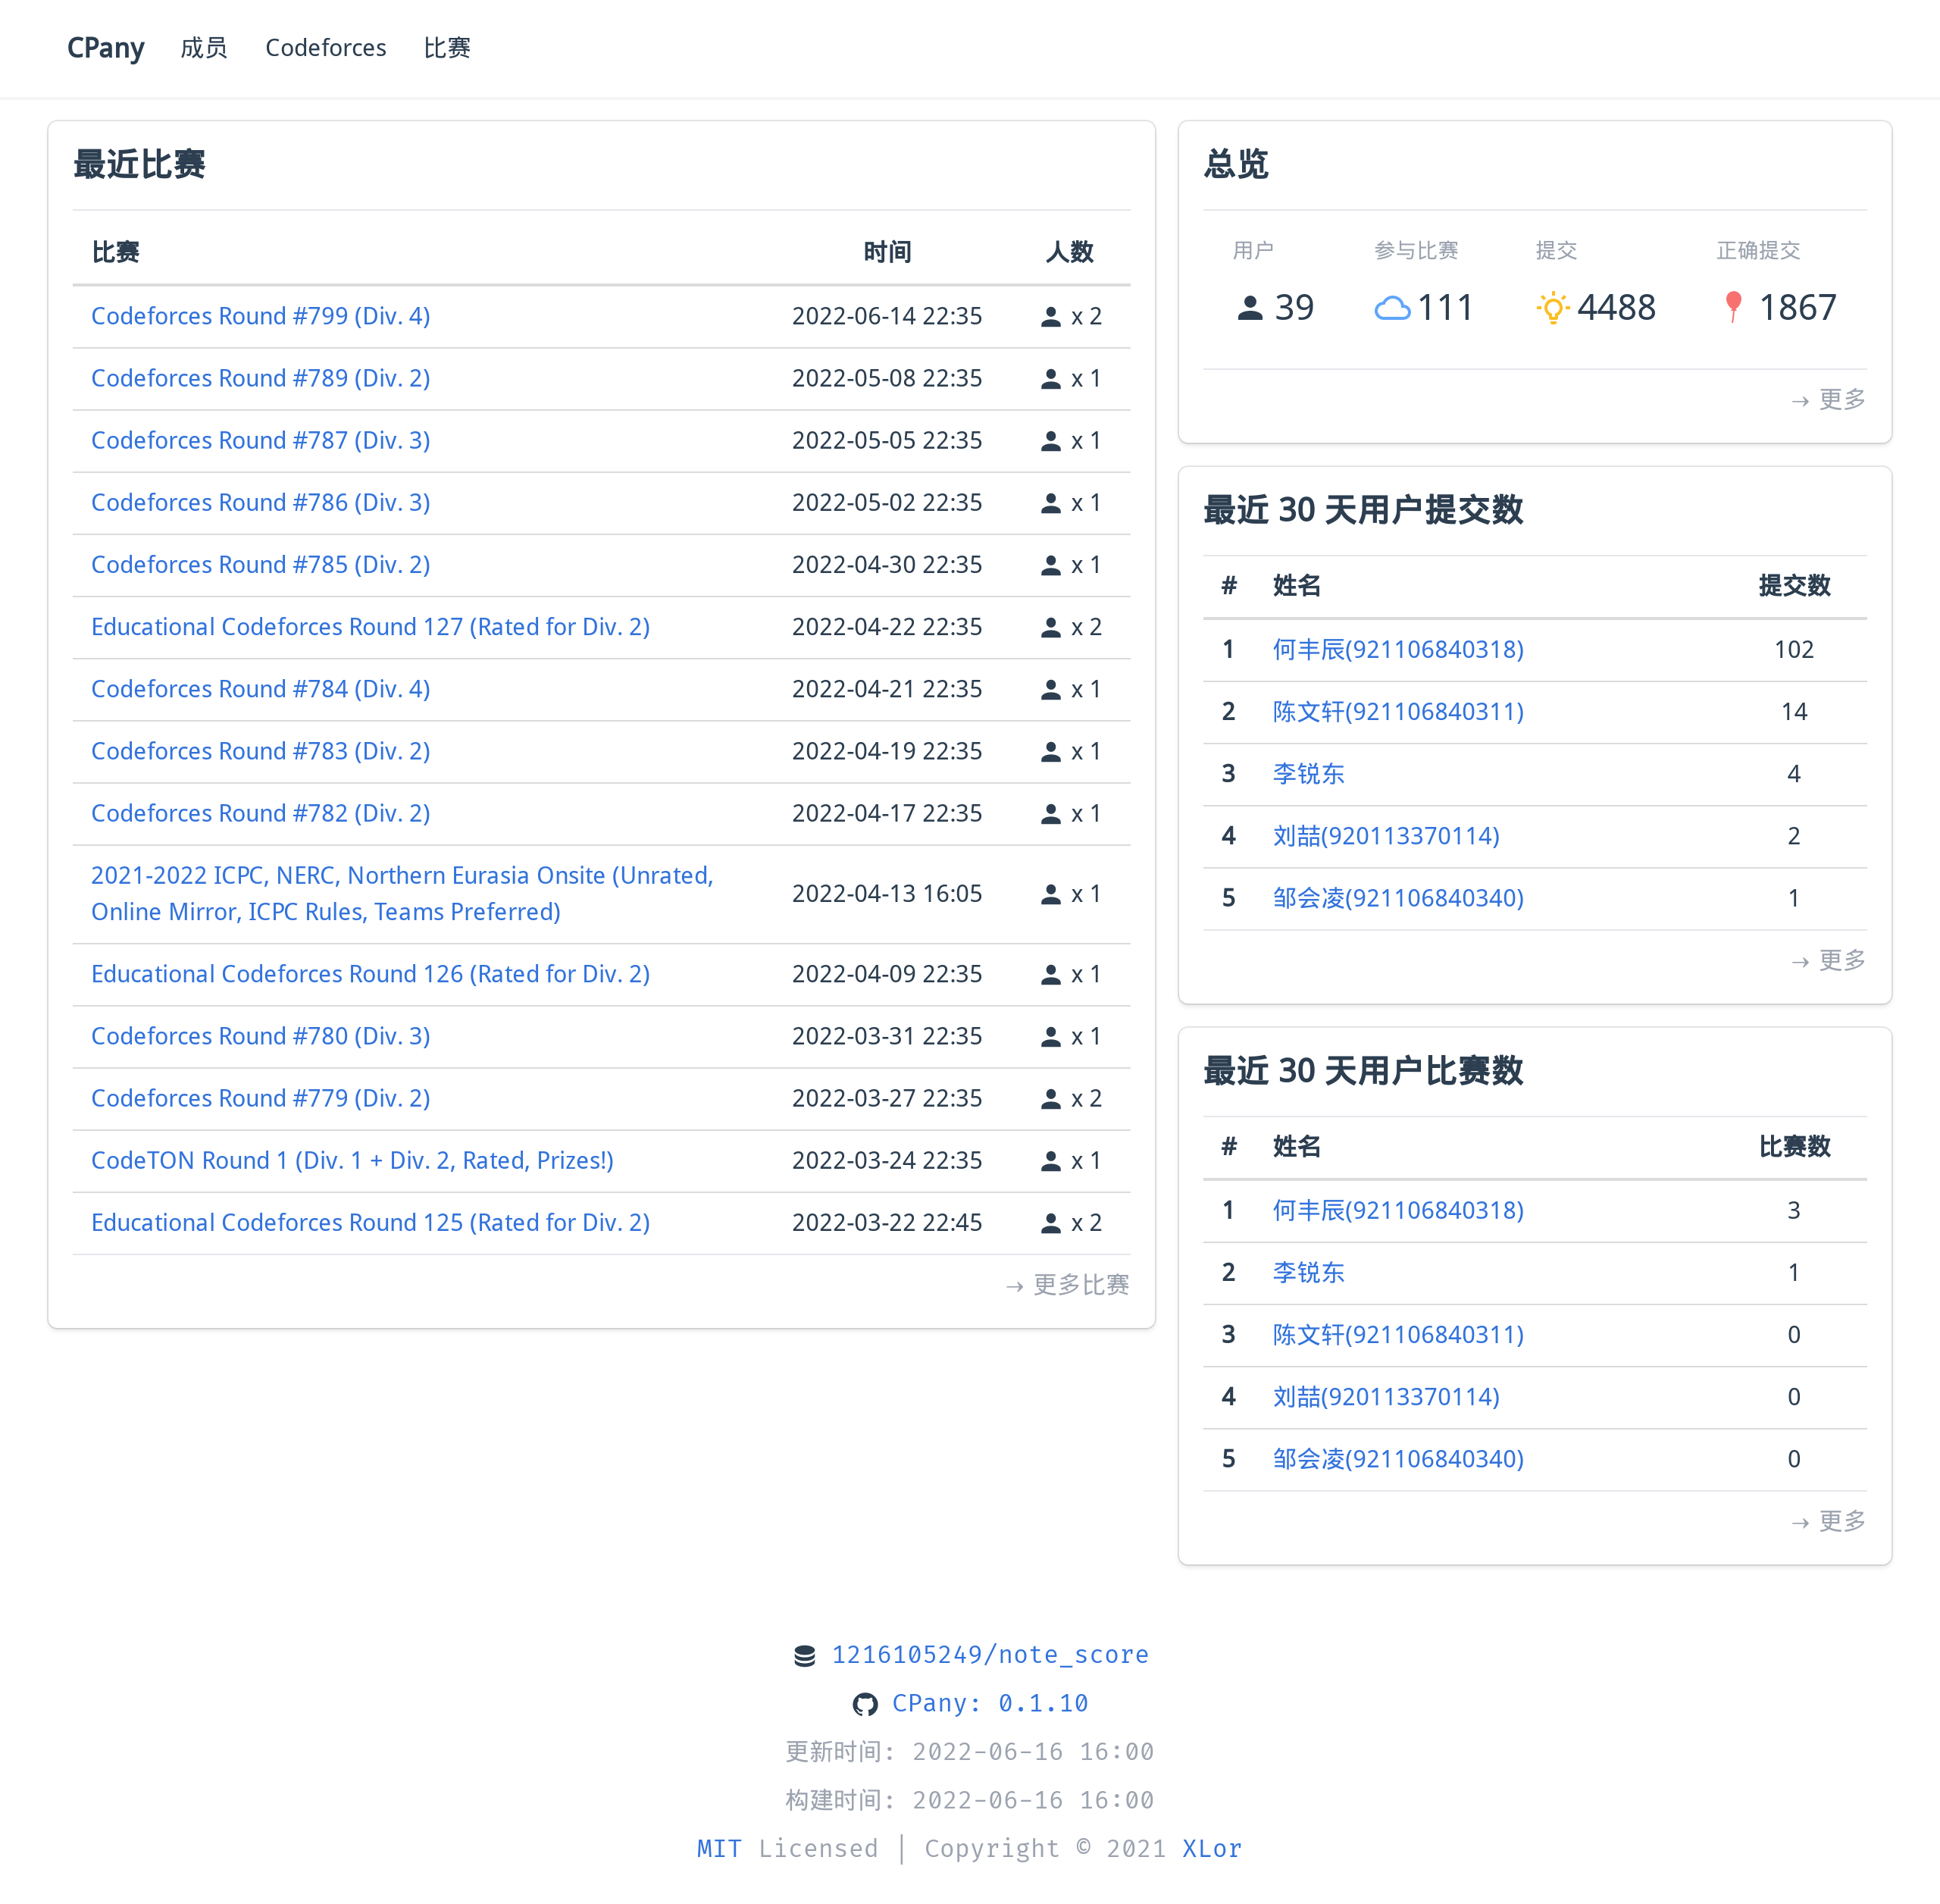 CPany 成员 Codeforces 比赛
最近比赛
比赛 时间 人数
Codeforces Round #799 (Div. 4) 2022-06-14 22:35 x 2
Codeforces Round #789 (Div. 2) 2022-05-08 22:35 x 1
Codeforces Round #787 (Div. 3) 2022-05-05 22:35 x 1
Codeforces Round #786 (Div. 3) 2022-05-02 22:35 x 1
Codeforces Round #785 (Div. 2) 2022-04-30 22:35 x 1
Educational Codeforces Round 127 (Rated for Div. 2) 2022-04-22 22:35 x 2
Codeforces Round #784 (Div. 4) 2022-04-21 22:35 x 1
Codeforces Round #783 (Div. 2) 2022-04-19 22:35 x 1
Codeforces Round #782 (Div. 2) 2022-04-17 22:35 x 1
2021-2022 ICPC, NERC, Northern Eurasia Onsite (Unrated,
Online Mirror, ICPC Rules, Teams Preferred) 2022-04-13 16:05 x 1
Educational Codeforces Round 126 (Rated for Div. 2) 2022-04-09 22:35 x 1
Codeforces Round #780 (Div. 3) 2022-03-31 22:35 x 1
Codeforces Round #779 (Div. 2) 2022-03-27 22:35 x 2
CodeTON Round 1 (Div. 1 + Div. 2, Rated, Prizes!) 2022-03-24 22:35 x 1
Educational Codeforces Round 125 (Rated for Div. 2) 2022-03-22 22:45 x 2
→ 更多比赛
总览
用户 参与比赛 提交 正确提交
39 111 4488 1867
→ 更多
最近 30 天用户提交数
# 姓名 提交数
1 何丰辰(921106840318) 102
2 陈文轩(921106840311) 14
3 李锐东 4
4 刘喆(920113370114) 2
5 邹会凌(921106840340) 1
→ 更多
最近 30 天用户比赛数
# 姓名 比赛数
1 何丰辰(921106840318) 3
2 李锐东 1
3 陈文轩(921106840311) 0
4 刘喆(920113370114) 0
5 邹会凌(921106840340) 0
→ 更多
1216105249/note_score
CPany: 0.1.10
更新时间: 2022-06-16 16:00
构建时间: 2022-06-16 16:00
MIT Licensed | Copyright © 2021 XLor